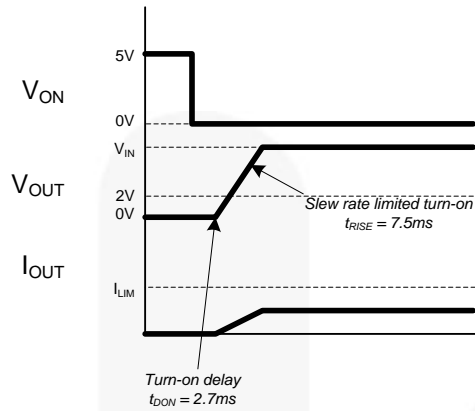 5V
VON
0V
VIN
VOUT
2V
0V
Slew rate limited turn-on
tRISE = 7.5ms
IOUT
ILIM
Turn-on delay
tDON = 2.7ms